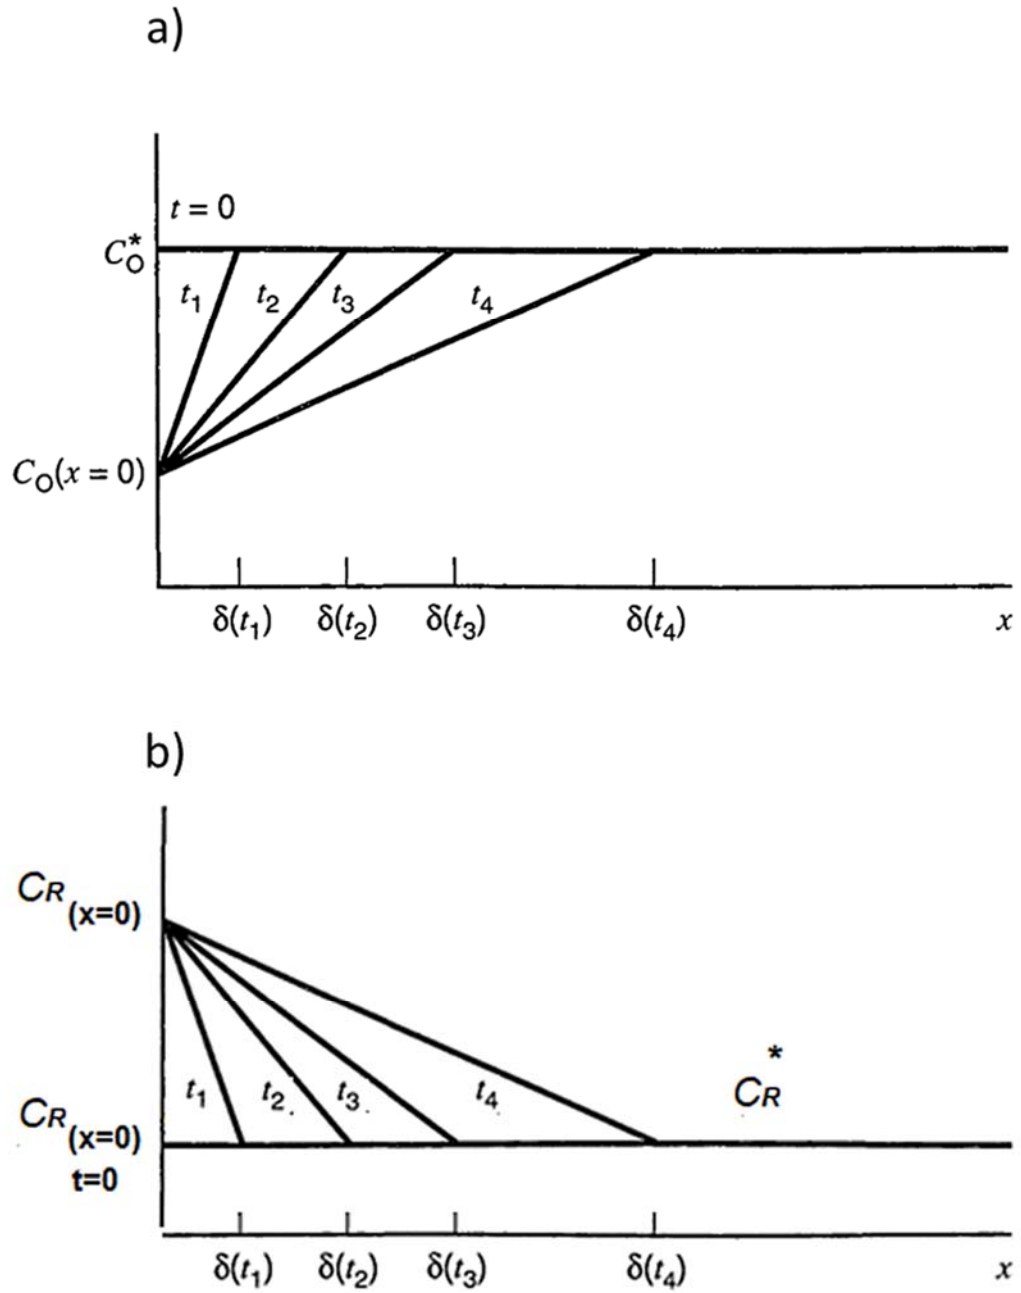 a)
t = 0
C*O
t1 t2 t3 t4
CO(x = 0)
δ(t1) δ(t2) δ(t3) δ(t4) x
b)
CR (x=0)
*
t1 t2 t3 t4 CR
CR (x=0)
t=0
δ(t1) δ(t2) δ(t3) δ(t4) x